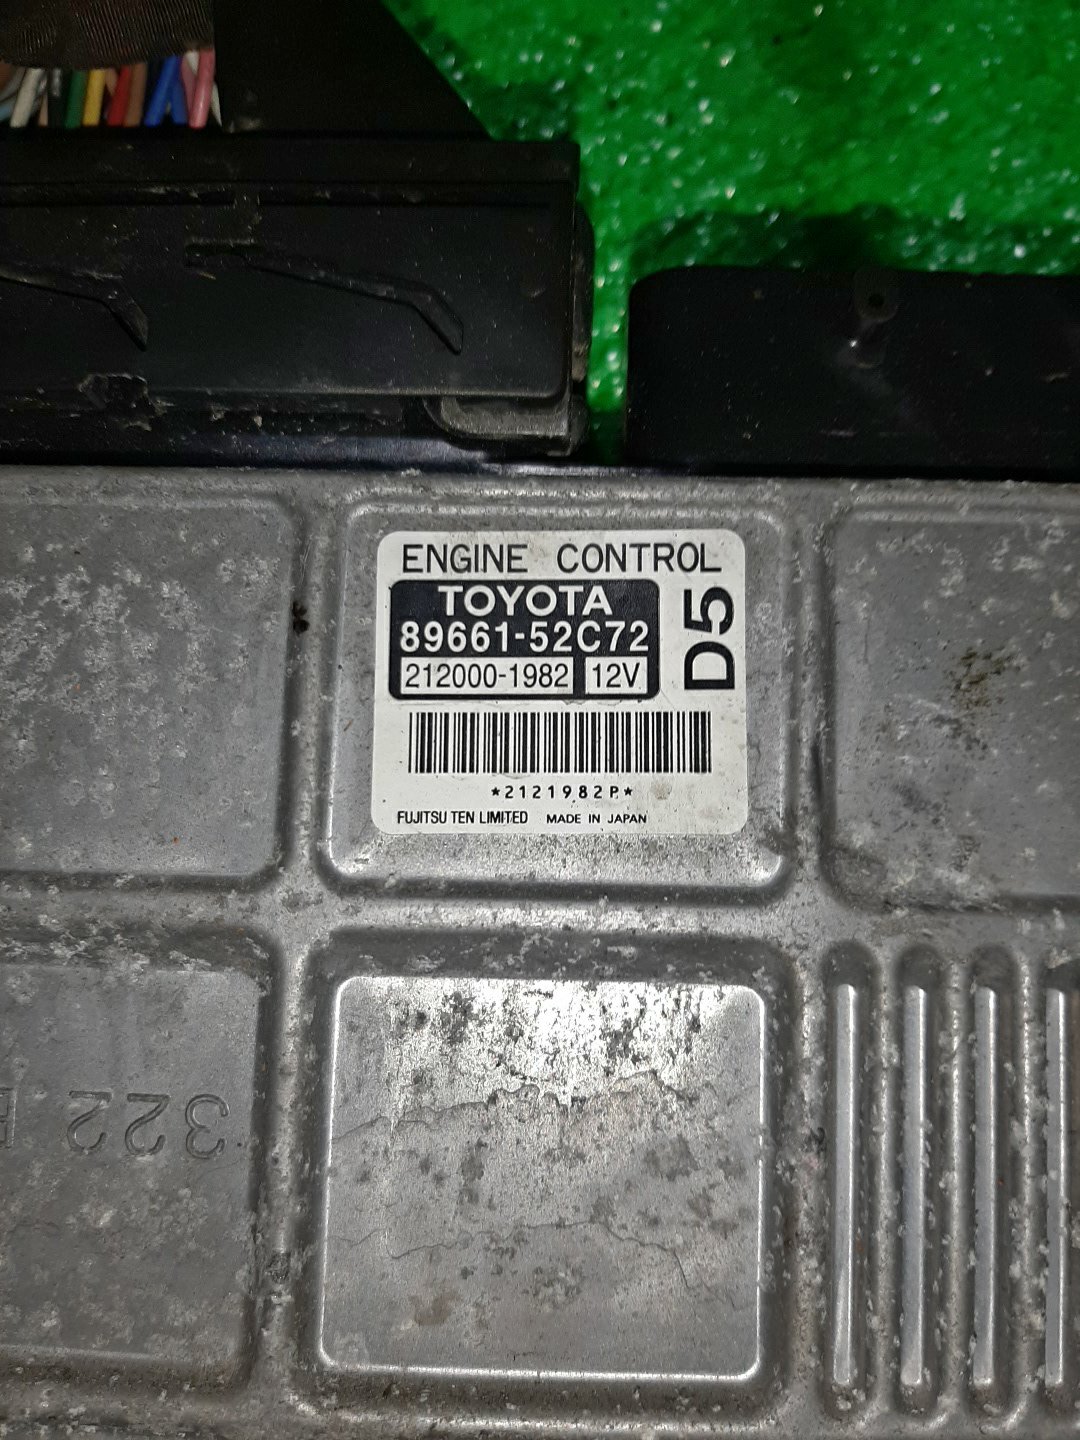 ENGINE CONTROL
TOYOTA
89661-52C72
212000-1982 12V
D5
*2121982P*
FUJITSU TEN LIMITED MADE IN JAPAN
322